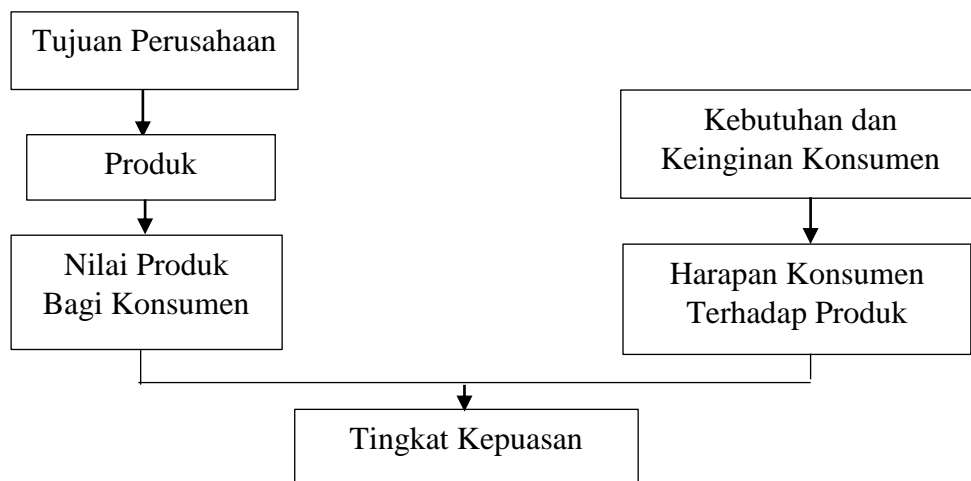 Tujuan Perusahaan
Produk
Nilai Produk
Bagi Konsumen
Kebutuhan dan
Keinginan Konsumen
Harapan Konsumen
Terhadap Produk
Tingkat Kepuasan